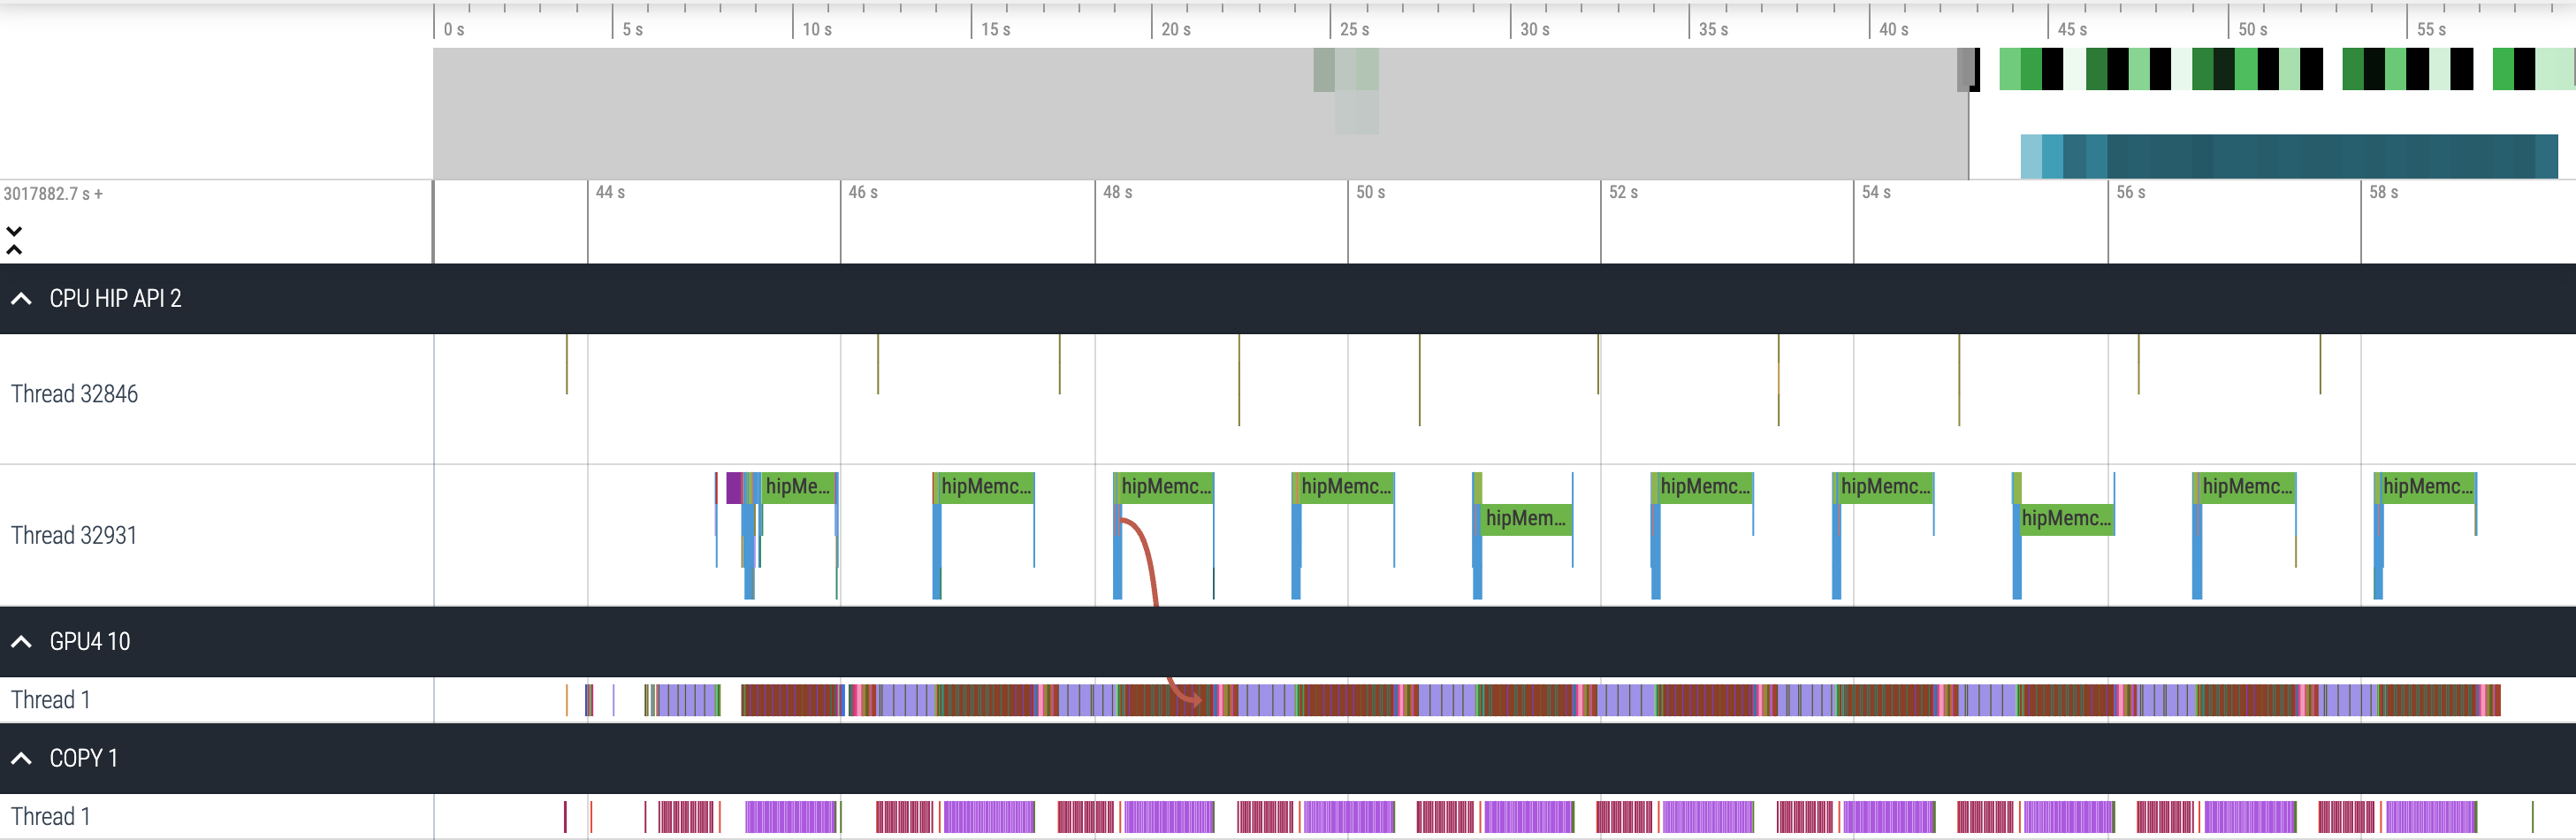 0 s 5 s 10 s 15 s 20 s 25 s 30 s 35 s 40 s 45 s 50 s 55 s
3017882.7 s + 44 s 46 s 48 s 50 s 52 s 54 s 56 s 58 s
CPU HIP API 2
Thread 32846
hipMe... hipMemc... hipMemc... hipMemc... hipMemc... hipMemc... hipMemc... hipMemc...
hipMem... hipMemc...
Thread 32931
GPU4 10
Thread 1
COPY 1
Thread 1